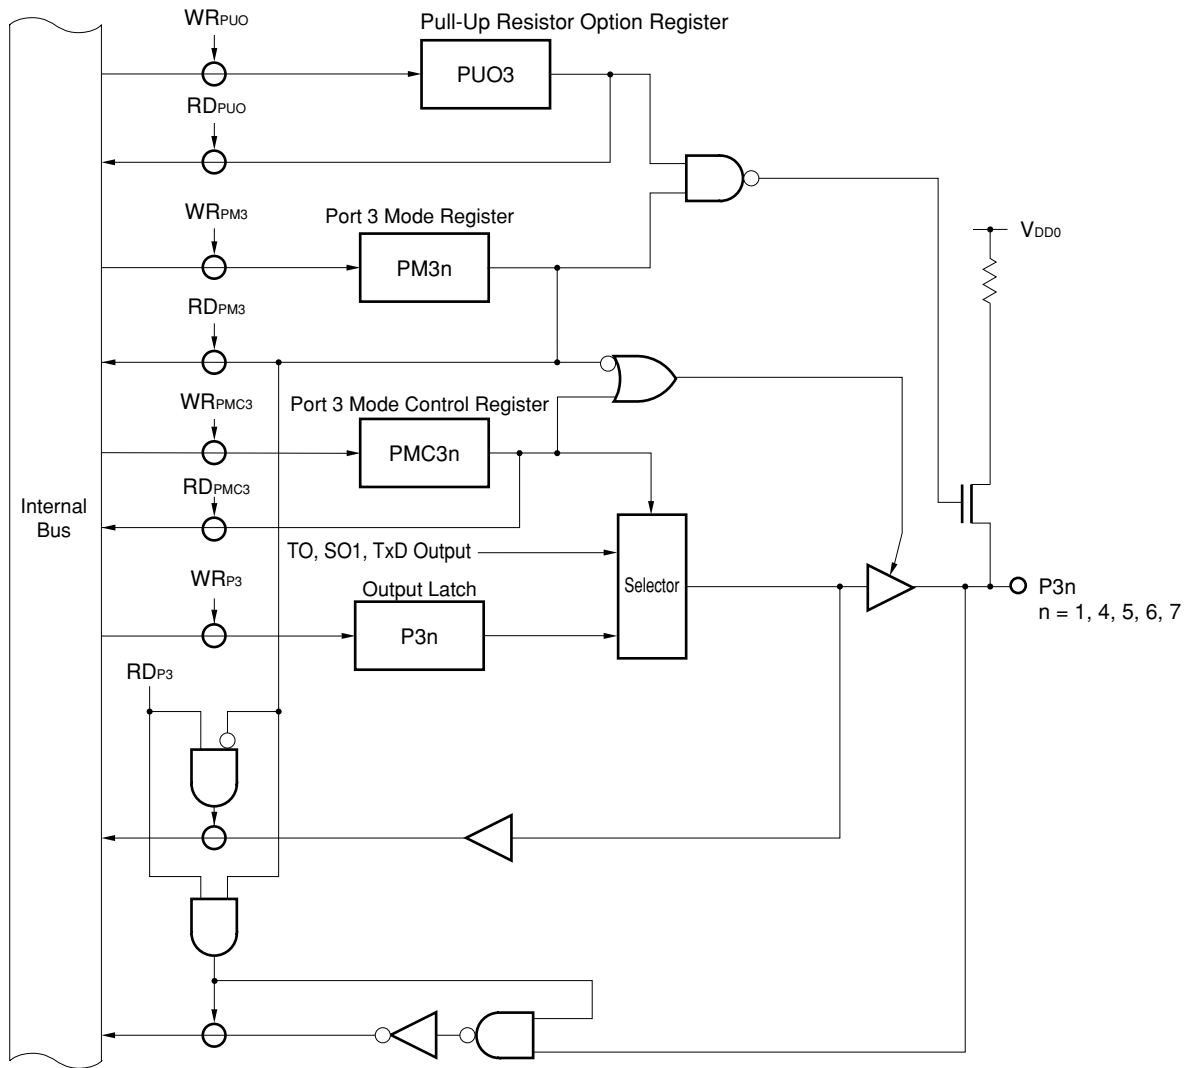 WRPUO
Pull-Up Resistor Option Register
PUO3
RDPUO
WRPM3
Port 3 Mode Register
PM3n
VDD0
RDPM3
WRPMC3
Port 3 Mode Control Register
PMC3n
RDPMC3
Internal
Bus
TO, SO1, TxD Output
Selector
WRP3
Output Latch
P3n
P3n
n = 1, 4, 5, 6, 7
RDP3